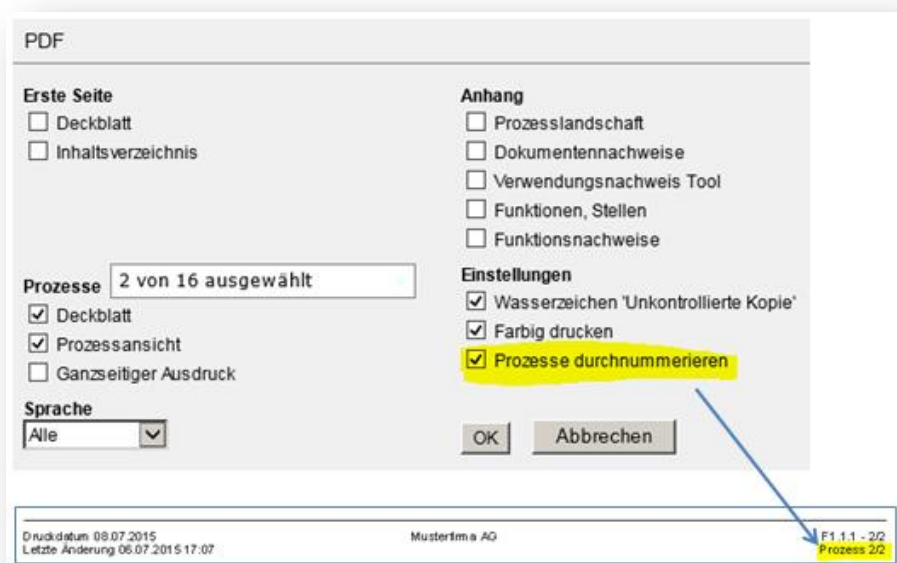 PDF
Erste Seite
Deckblatt
Inhaltsverzeichnis
Anhang
Prozesslandschaft
Dokumentennachweise
Verwendungsnachweis Tool
Funktionen, Stellen
Funktionsnachweise
Prozesse 2 von 16 ausgewählt
Deckblatt
Prozessansicht
Ganzseitiger Ausdruck
Einstellungen
Wasserzeichen 'Unkontrollierte Kopie'
Farbig drucken
Prozesse durchnummerieren
Sprache
Alle
OK Abbrechen
Druckdatum 08.07.2015 Musterfirma AG F1.1.1 - 2/2
Letzte Änderung 06.07.2015 17:07 Prozess 2/2